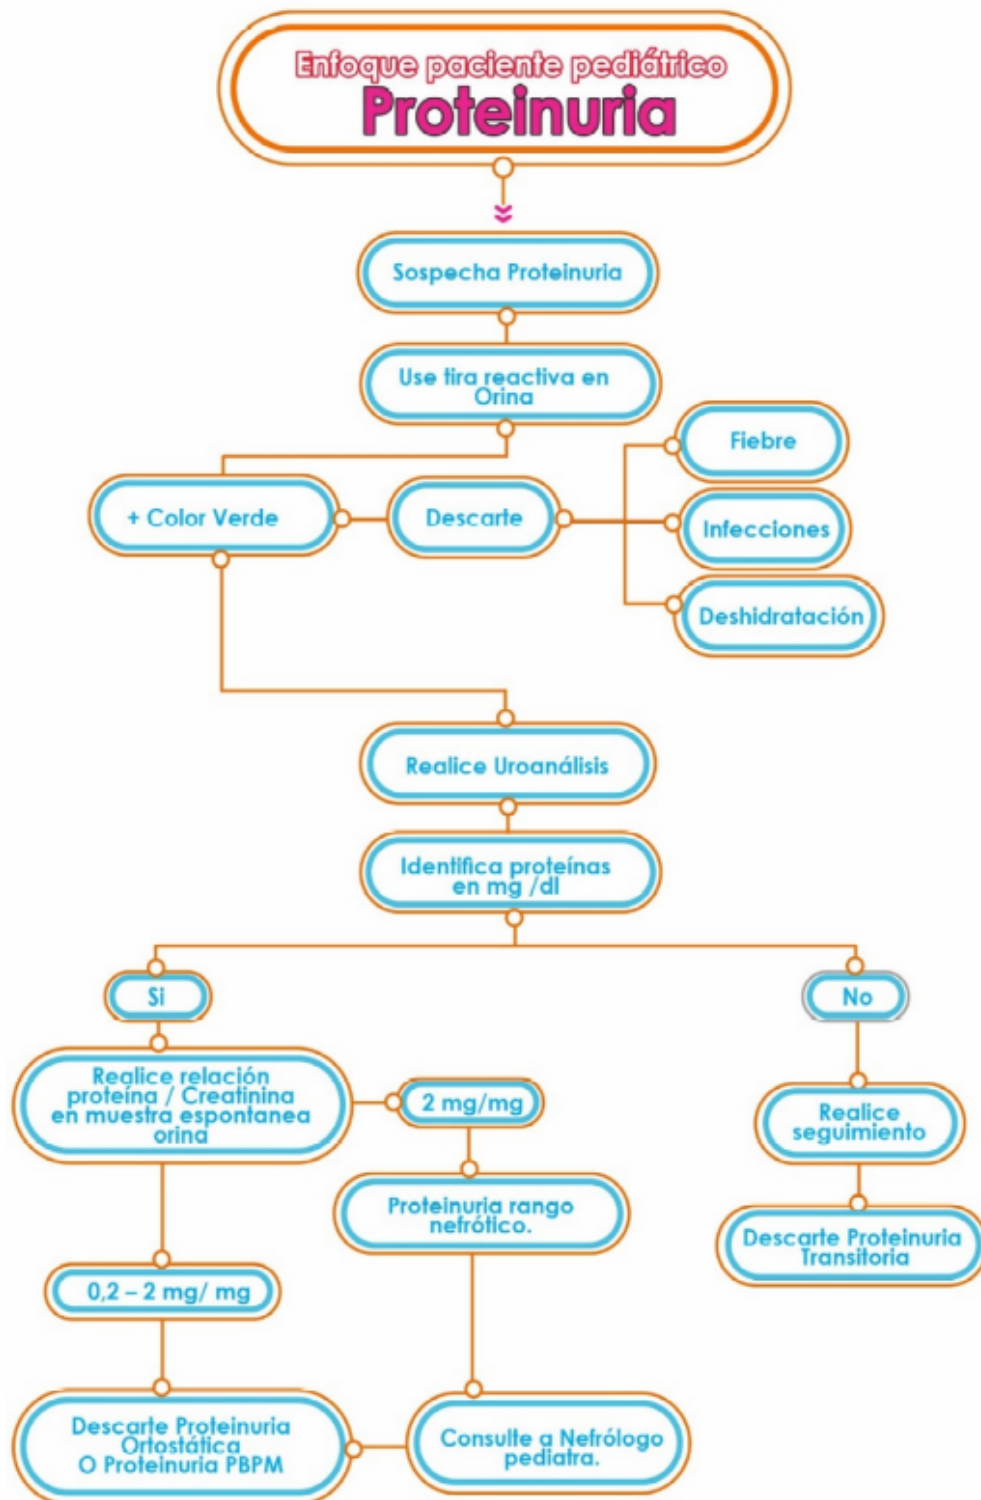 Enfoque paciente pediátrico
Proteinuria
Sospecha Proteinuria
Use tira reactiva en
Orina
+ Color Verde
Descarte
Fiebre
Infecciones
Deshidratación
Realice Uroanálisis
Identifica proteínas
en mg /dl
Si
No
Realice relación
proteína / Creatinina
en muestra espontanea
orina
2 mg/mg
Realice
seguimiento
Proteinuria rango
nefrótico.
Descarte Proteinuria
Transitoria
0,2 – 2 mg/ mg
Descarte Proteinuria
Ortostática
O Proteinuria PBPM
Consulte a Nefrólogo
pediatra.